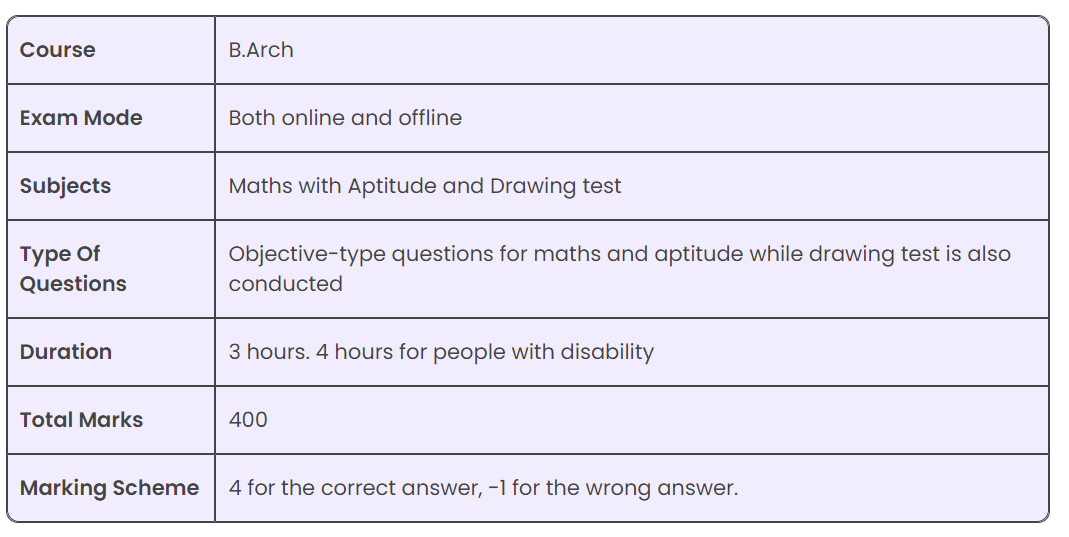 Course B.Arch
Exam Mode Both online and offline
Subjects Maths with Aptitude and Drawing test
Type Of Questions Objective-type questions for maths and aptitude while drawing test is also
conducted
Duration 3 hours. 4 hours for people with disability
Total Marks 400
Marking Scheme 4 for the correct answer, -1 for the wrong answer.